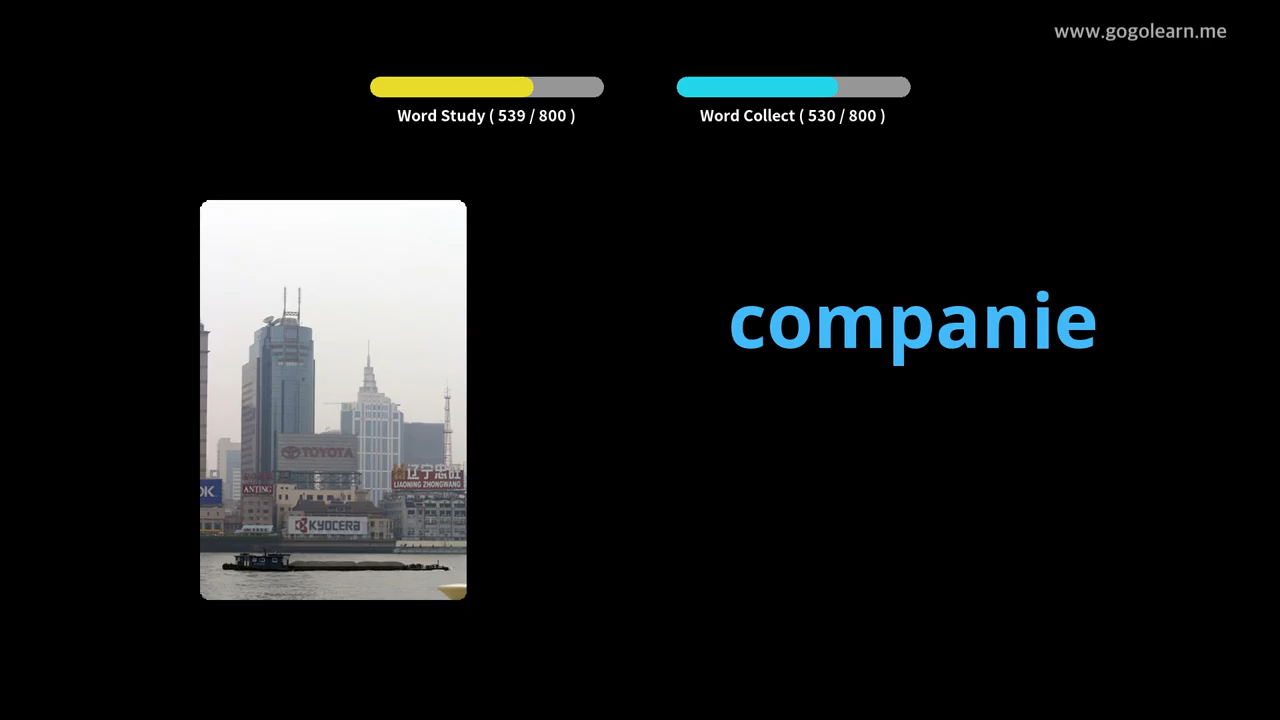 www.gogolearn.me
Word Study ( 539 / 800 )
Word Collect ( 530 / 800 )
companie
TOYOTA
辽宁忠旺
LIAONING ZHONGWANG
ANTING
OK
KYOCERA